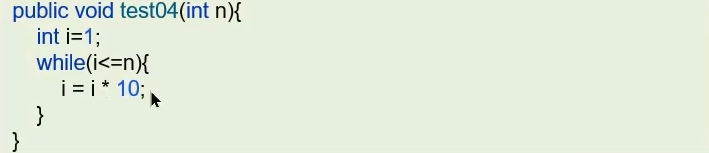 public void test04(int n){
int i=1;
while(i<=n){
i = i * 10;
}
}